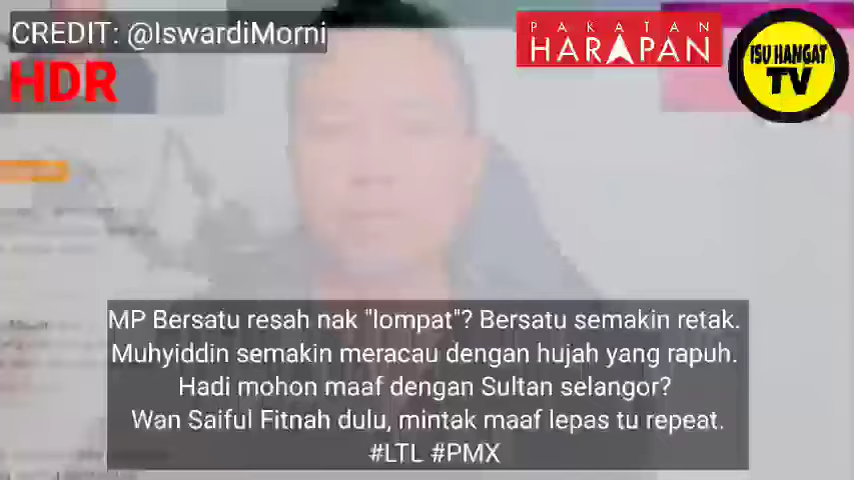 CREDIT: @IswardiMorni
HDR
PAKATAN
HARAPAN
ISU HANGAT
TV
MP Bersatu resah nak "lompat"? Bersatu semakin retak.
Muhyiddin semakin meracau dengan hujah yang rapuh.
Hadi mohon maaf dengan Sultan selangor?
Wan Saiful Fitnah dulu, mintak maaf lepas tu repeat.
#LTL #PMX